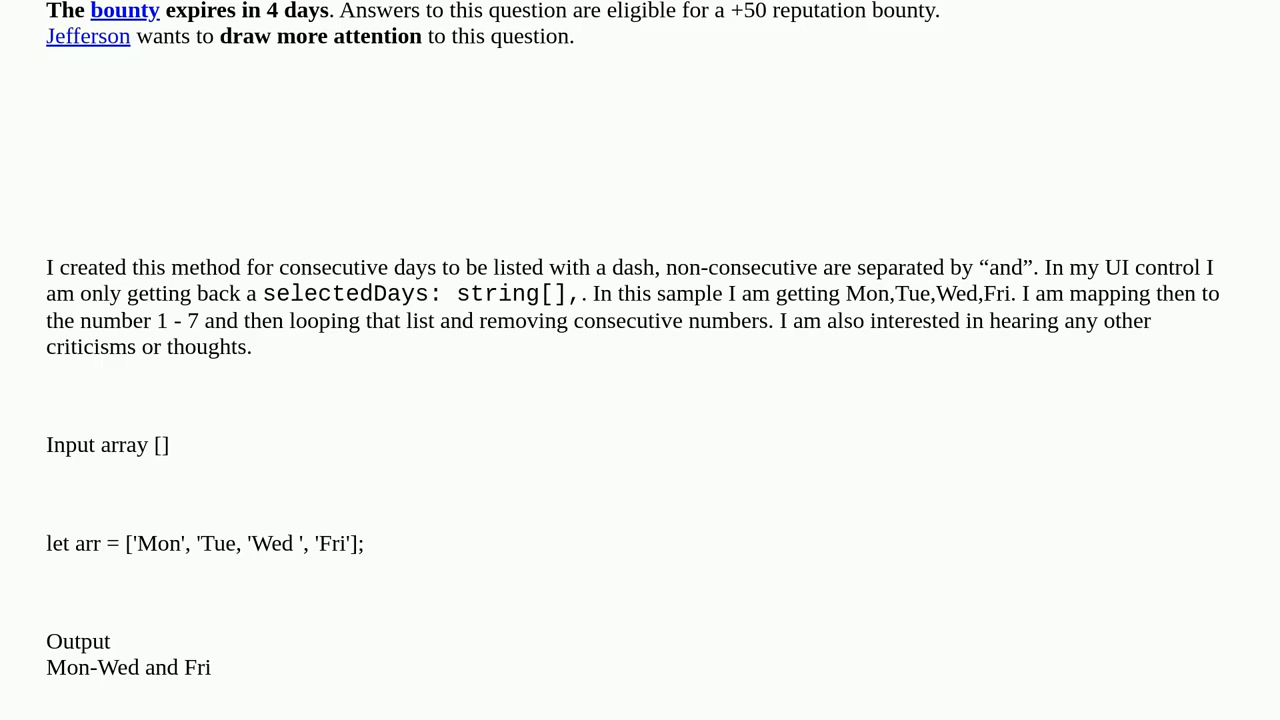 The bounty expires in 4 days. Answers to this question are eligible for a +50 reputation bounty.
Jefferson wants to draw more attention to this question.
I created this method for consecutive days to be listed with a dash, non-consecutive are separated by “and”. In my UI control I
am only getting back a selectedDays: string[],. In this sample I am getting Mon,Tue,Wed,Fri. I am mapping then to
the number 1 - 7 and then looping that list and removing consecutive numbers. I am also interested in hearing any other
criticisms or thoughts.
Input array []
let arr = ['Mon', 'Tue, 'Wed ', 'Fri'];
Output
Mon-Wed and Fri